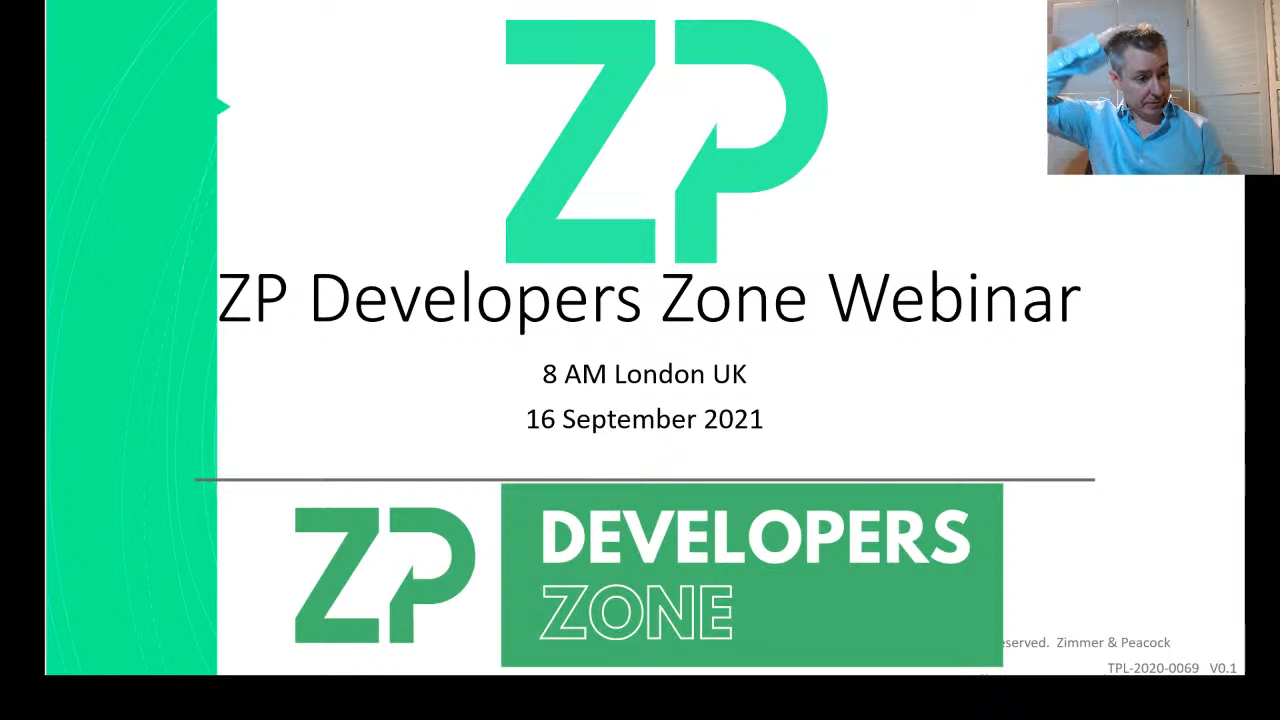 ZP
ZP Developers Zone Webinar
8 AM London UK
16 September 2021
ZP
DEVELOPERS
ZONE
Zimmer & Peacock
TPL-2020-0069 V0.1